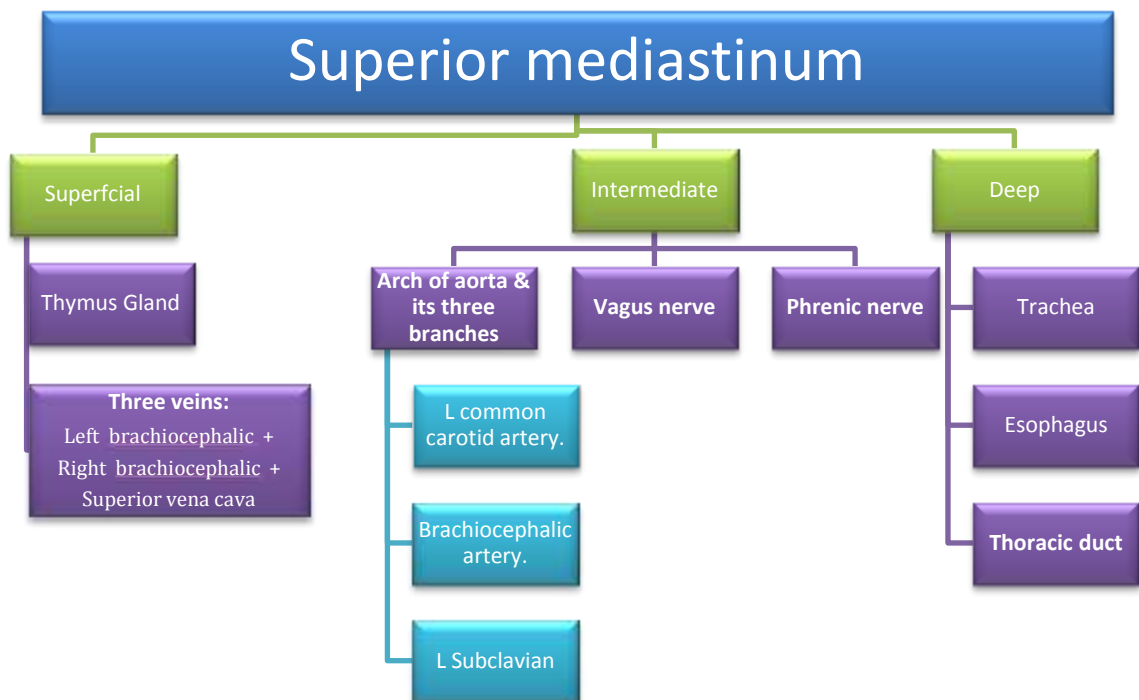 Superior mediastinum
Superfcial
Thymus Gland
Three veins:
Left brachiocephalic +
Right brachiocephalic +
Superior vena cava
Intermediate
Arch of aorta &
its three
branches
L common
carotid artery.
Brachiocephalic
artery.
L Subclavian
Vagus nerve
Phrenic nerve
Deep
Trachea
Esophagus
Thoracic duct